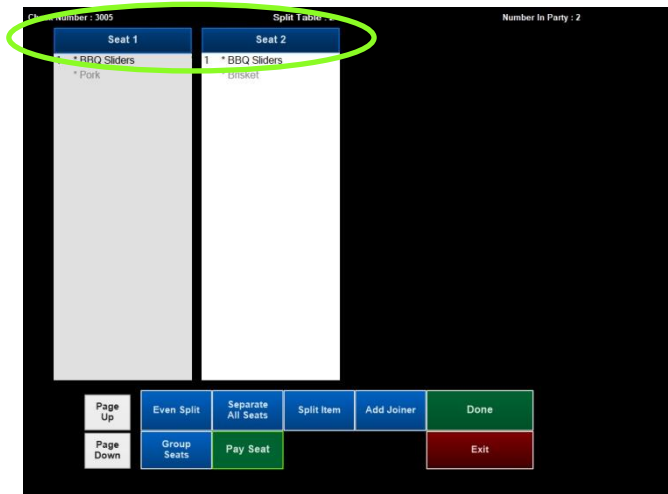 Number : 3005
Split Table :
Number In Party : 2
Seat 1
Seat 2
* BBQ Sliders
1 * BBQ Sliders
* Pork
* Brisket
Page Up
Even Split
Separate All Seats
Split Item
Add Joiner
Done
Page Down
Group Seats
Pay Seat
Exit